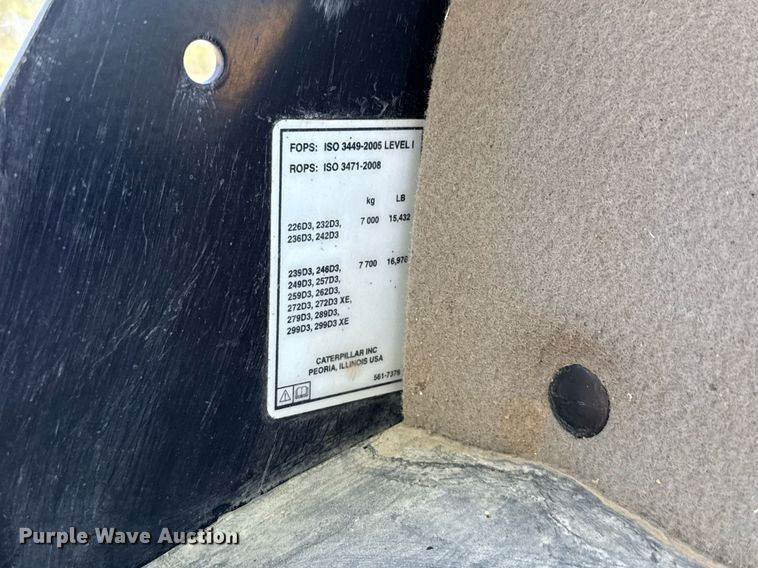 FOPS: ISO 3449-2005 LEVEL I
ROPS: ISO 3471-2008
kg LB
226D3, 232D3, 7 000 15,432
236D3, 242D3
239D3, 246D3, 7 700 16,976
249D3, 257D3,
259D3, 262D3,
272D3, 272D3 XE,
279D3, 289D3,
299D3, 299D3 XE
CATERPILLAR INC
PEORIA, ILLINOIS USA
561-7379
Purple Wave Auction